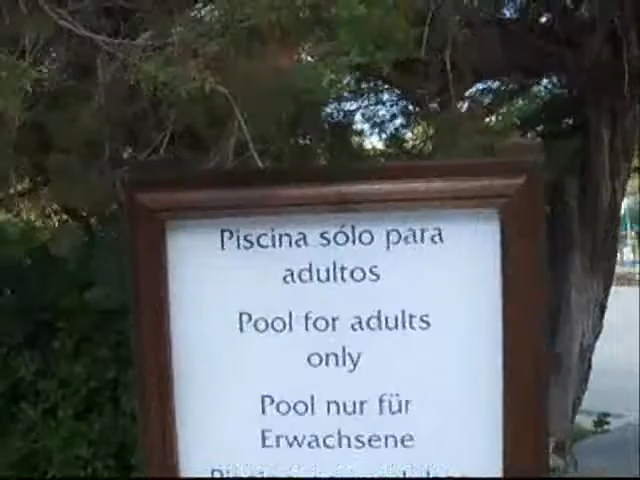 Piscina sólo para
adultos
Pool for adults
only
Pool nur für
Erwachsene